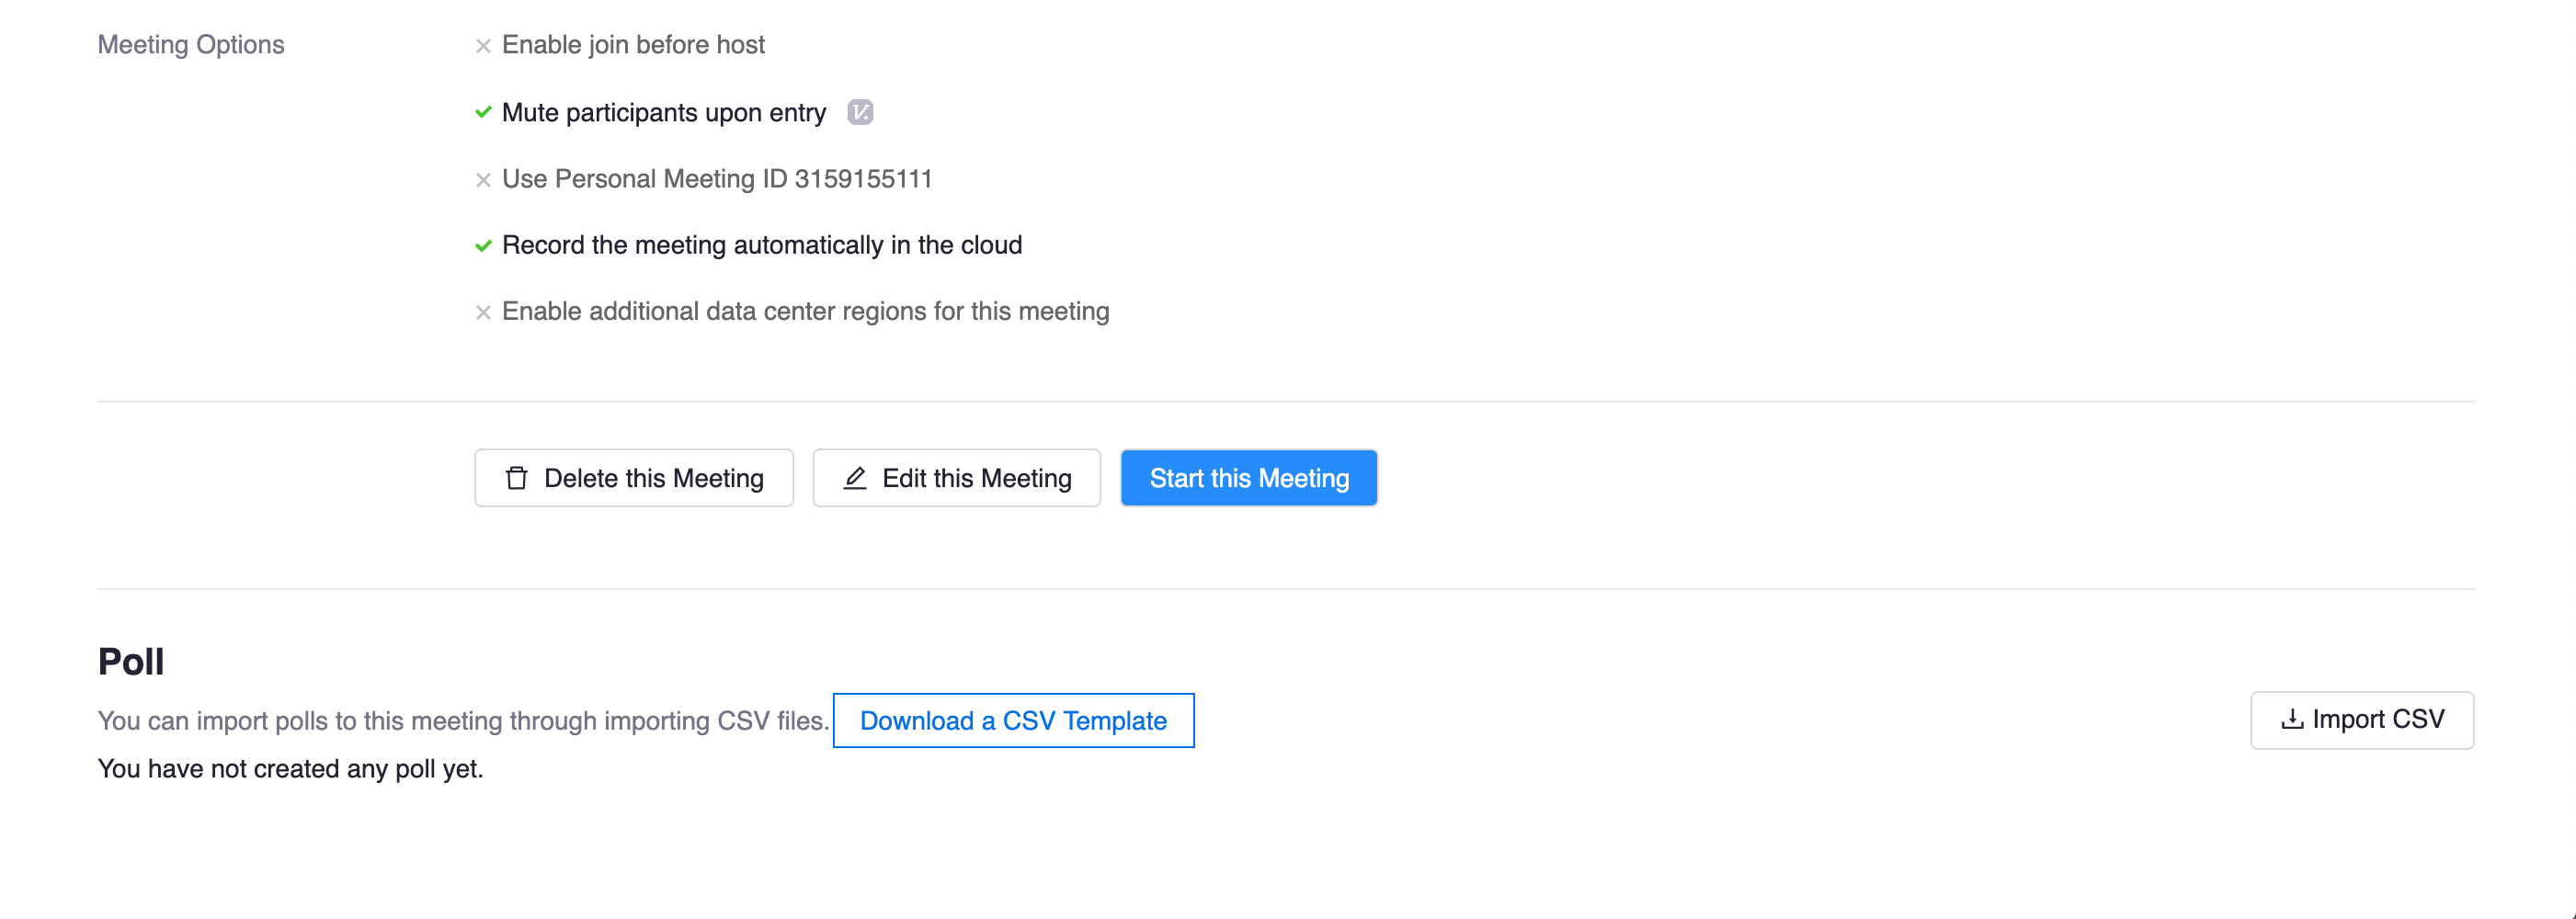 Meeting Options
Enable join before host
Mute participants upon entry
Use Personal Meeting ID 3159155111
Record the meeting automatically in the cloud
Enable additional data center regions for this meeting
Delete this Meeting
Edit this Meeting
Start this Meeting
Poll
You can import polls to this meeting through importing CSV files. Download a CSV Template
Import CSV
You have not created any poll yet.